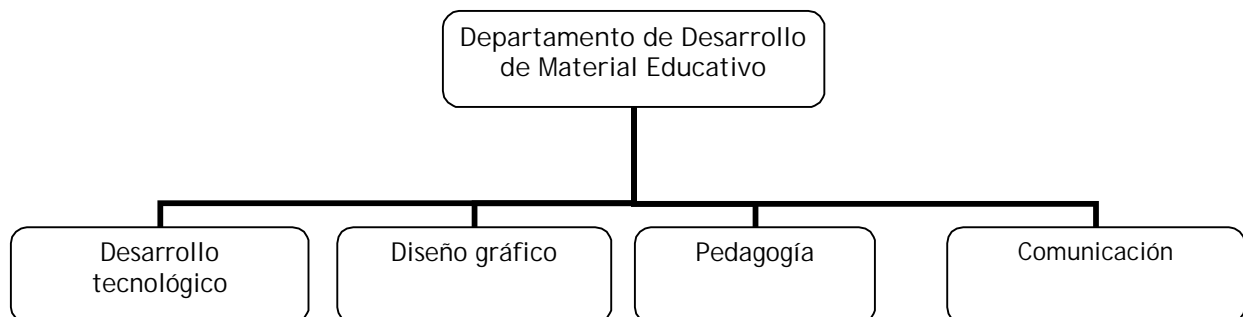 Departamento de Desarrollo
de Material Educativo
Desarrollo
tecnológico
Diseño gráfico
Pedagogía
Comunicación